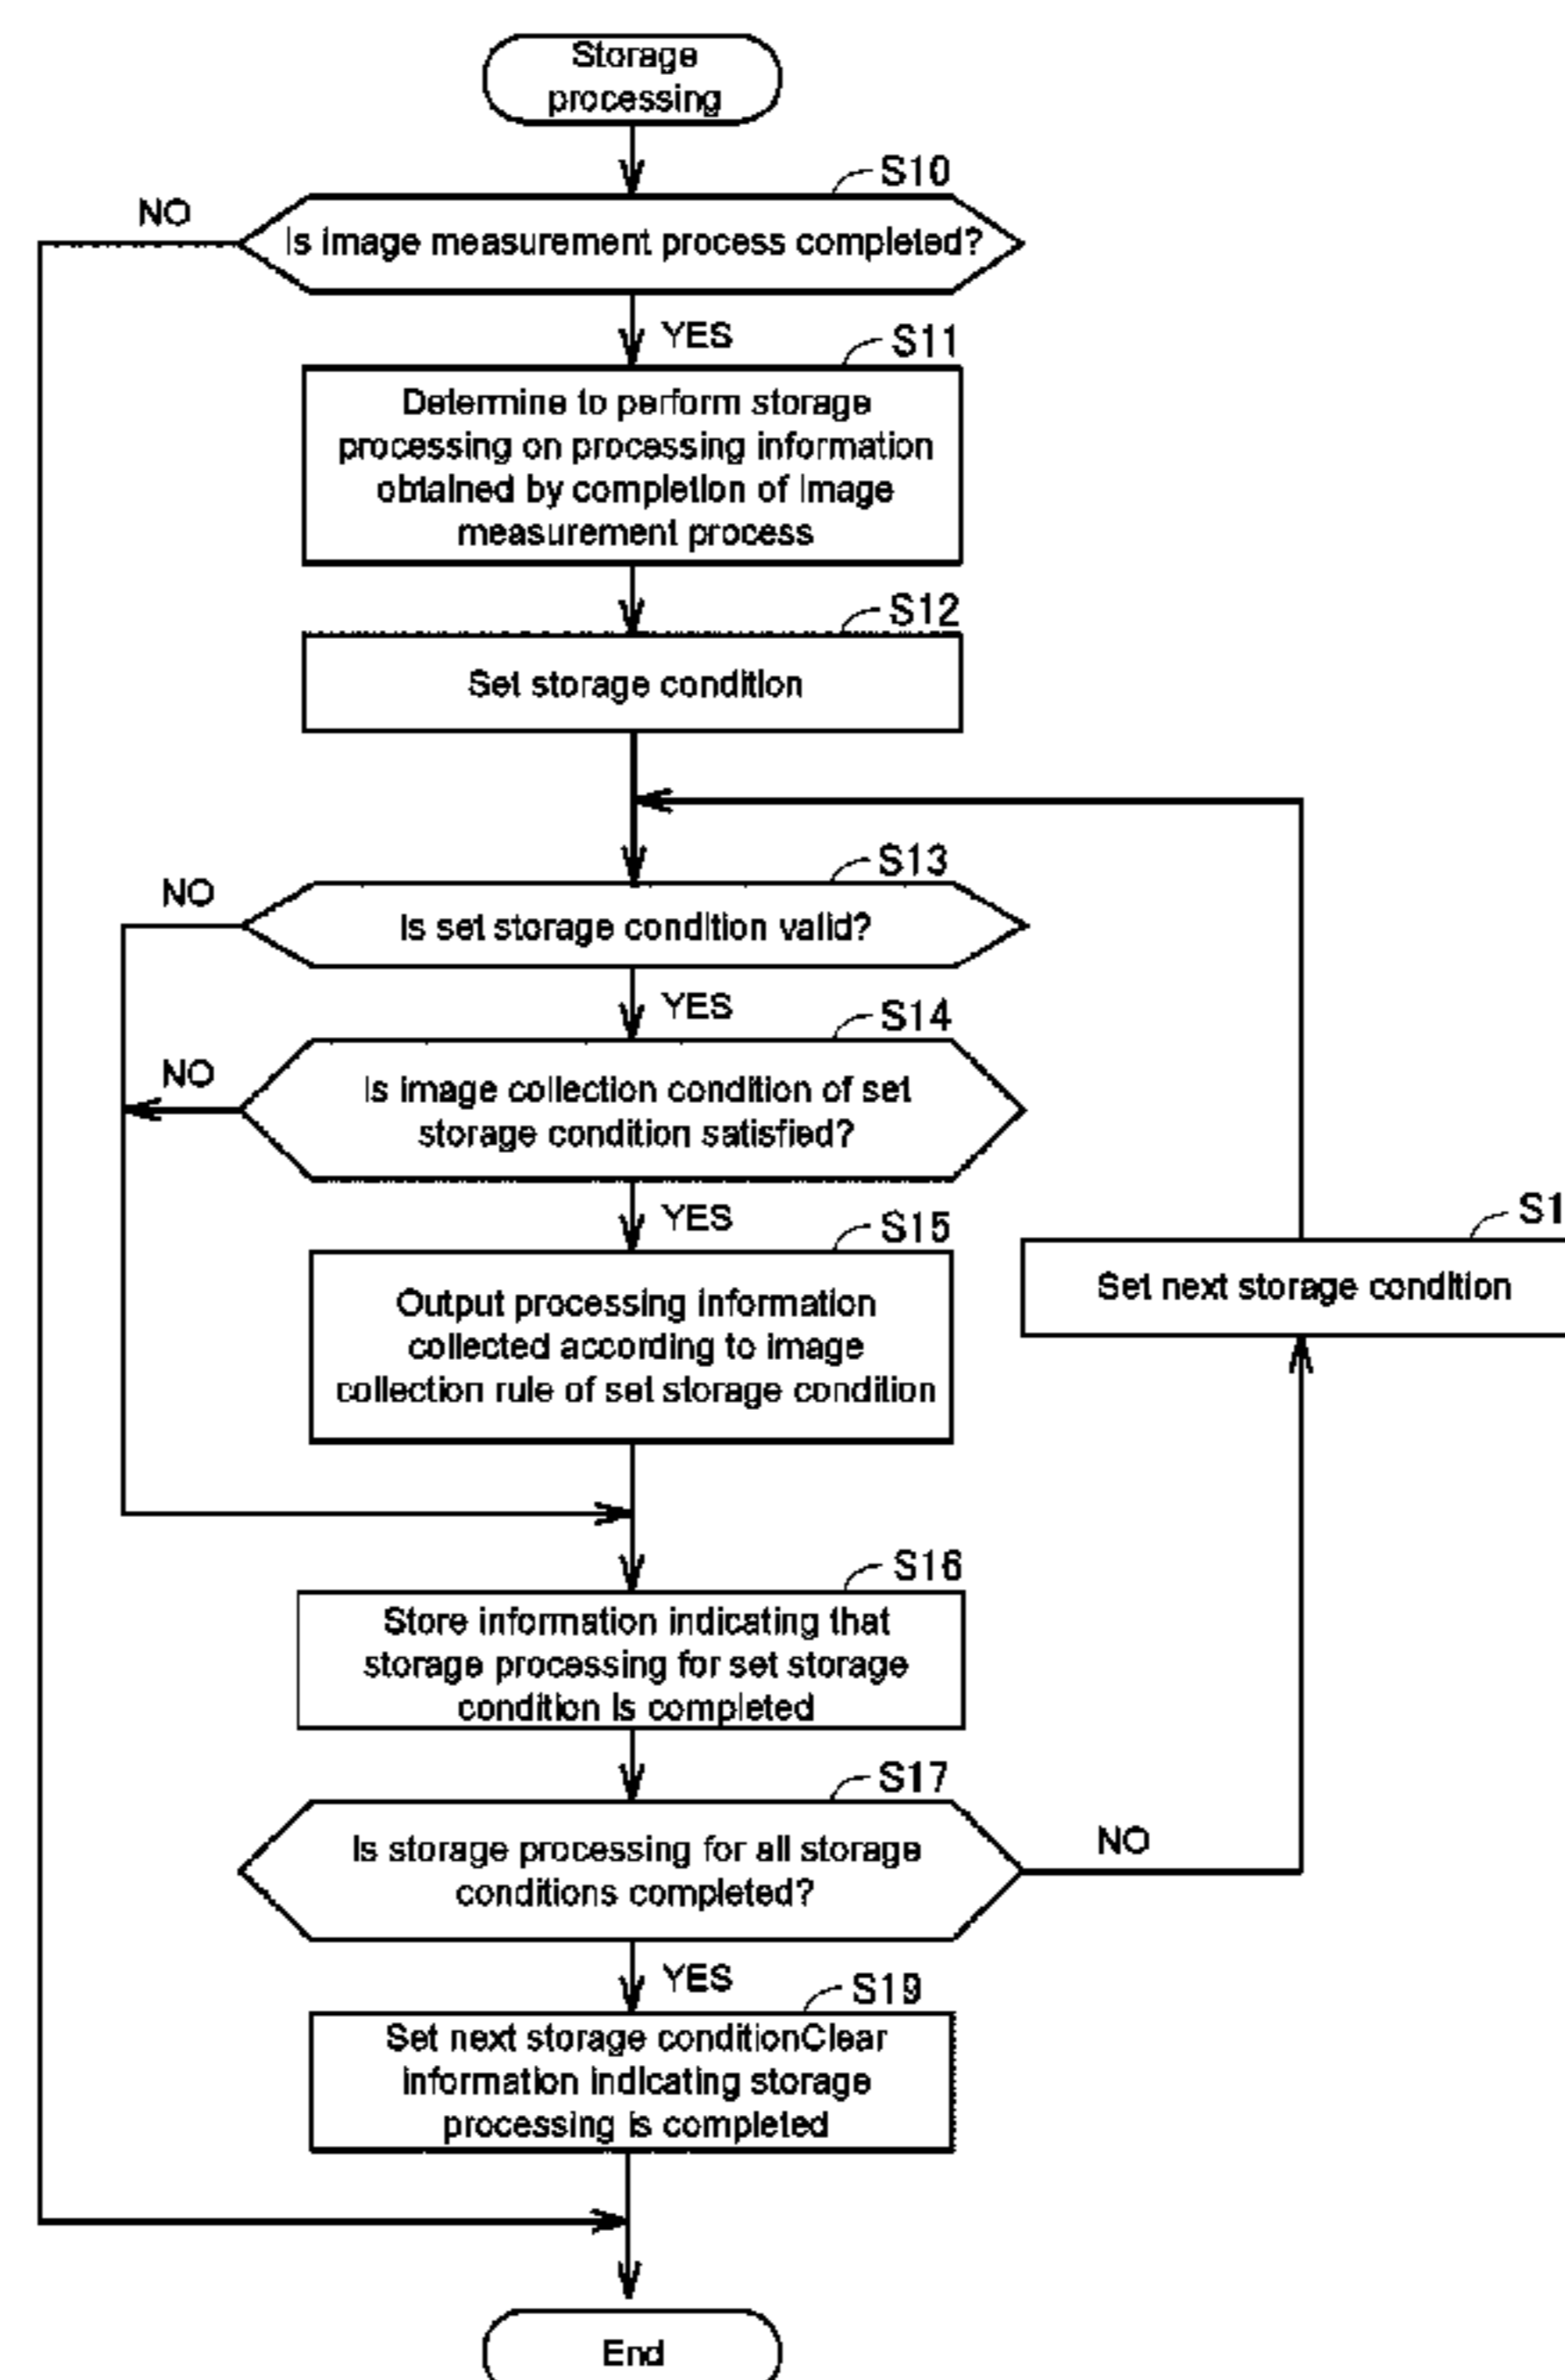 Storage
processing
S10
NO
Is image measurement process completed?
YES
S11
Determine to perform storage
processing on processing information
obtained by completion of image
measurement process
S12
Set storage condition
S13
NO
Is set storage condition valid?
YES
S14
NO
Is image collection condition of set
storage condition satisfied?
YES
S15
S1
Set next storage condition
Output processing information
collected according to image
collection rule of set storage condition
S16
Store information indicating that
storage processing for set storage
condition is completed
S17
Is storage processing for all storage
conditions completed?
NO
YES
S19
Set next storage conditionClear
information indicating storage
processing is completed
End